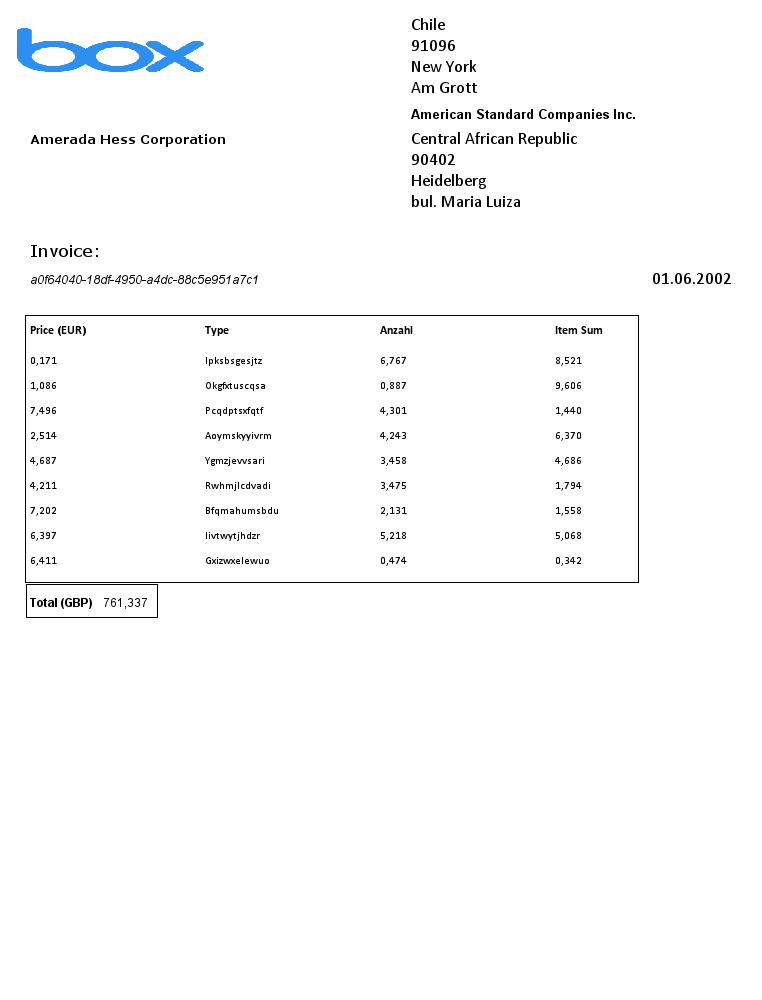 box
Chile
91096
New York
Am Grott
American Standard Companies Inc.
Amerada Hess Corporation
Central African Republic
90402
Heidelberg
bul. Maria Luiza
Invoice:
a0f64040-18df-4950-a4dc-88c5e951a7c1
01.06.2002
Price (EUR) Type Anzahl Item Sum
0,171 Ipksbsgesjtz 6,767 8,521
1,086 Okgfxtuscqsa 0,887 9,606
7,496 Pcqdptsxfqtf 4,301 1,440
2,514 Aoymskyyivrm 4,243 6,370
4,687 Ygmzjevvsari 3,458 4,686
4,211 Rwhmjlcdvadi 3,475 1,794
7,202 Bfqmahumsbdu 2,131 1,558
6,397 Iivtwytjhdzr 5,218 5,068
6,411 Gxizwxelewuo 0,474 0,342
Total (GBP) 761,337